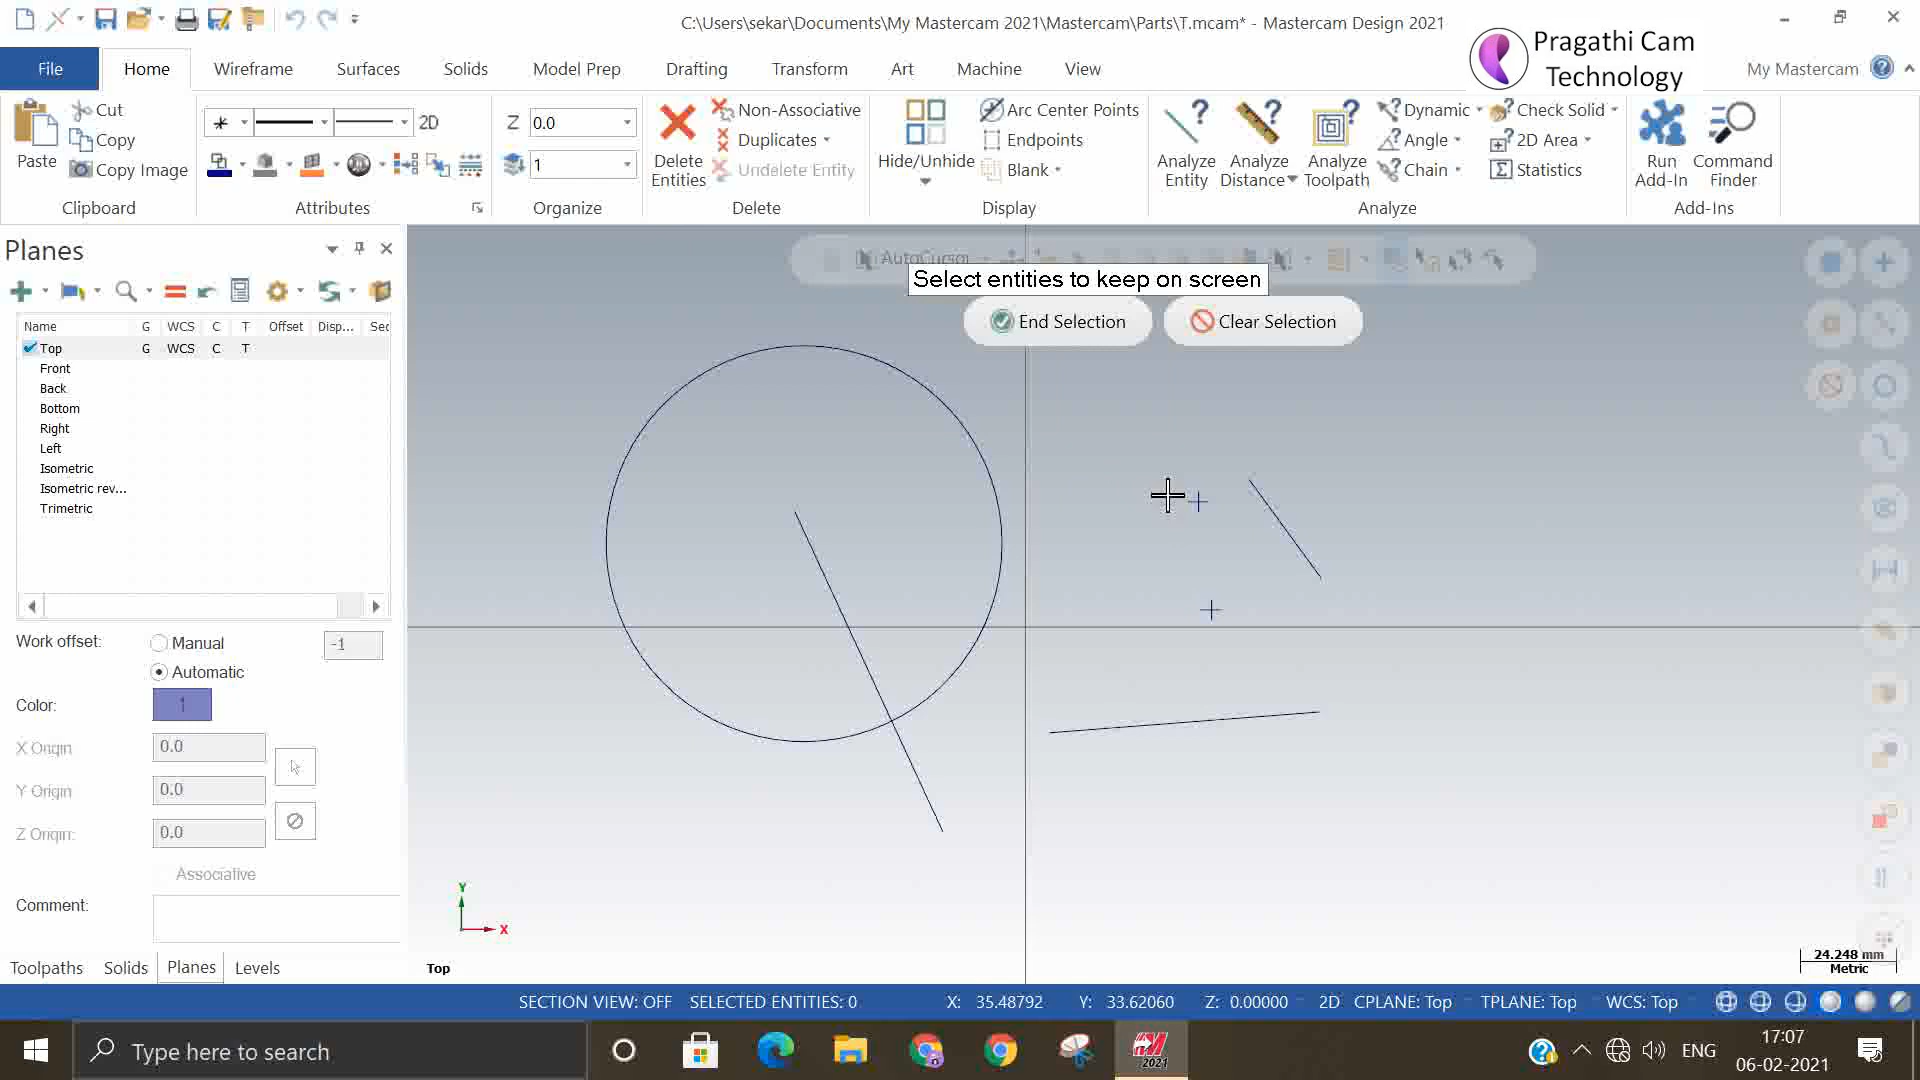 C:\Users\sekar\Documents\My Mastercam 2021\Mastercam\Parts\T.mcam* - Mastercam Design 2021
Pragathi Cam
Technology
File Home Wireframe Surfaces Solids Model Prep Drafting Transform Art Machine View My Mastercam
Paste
Cut
Copy
Copy Image
Clipboard
2D
Attributes
Z 0.0
1
Organize
Delete
Entities
Non-Associative
Duplicates
Undelete Entity
Delete
Hide/Unhide
Arc Center Points
Endpoints
Blank
Display
Analyze
Entity
Analyze
Distance
Analyze
Toolpath
Dynamic
Angle
Chain
Check Solid
2D Area
Statistics
Analyze
Run
Add-In
Command
Finder
Add-Ins
Planes
Name G WCS C T Offset Disp... Sec
Top G WCS C T
Front
Back
Bottom
Right
Left
Isometric
Isometric rev...
Trimetric
Work offset: Manual -1
Automatic
Color: 1
X Origin 0.0
Y Origin 0.0
Z Origin: 0.0
Associative
Comment:
Toolpaths Solids Planes Levels
AutoCursor
Select entities to keep on screen
End Selection Clear Selection
Y
X
Top
24.248 mm
Metric
SECTION VIEW: OFF SELECTED ENTITIES: 0 X: 35.48792 Y: 33.62060 Z: 0.00000 2D CPLANE: Top TPLANE: Top WCS: Top
Type here to search
2021
ENG
17:07
06-02-2021